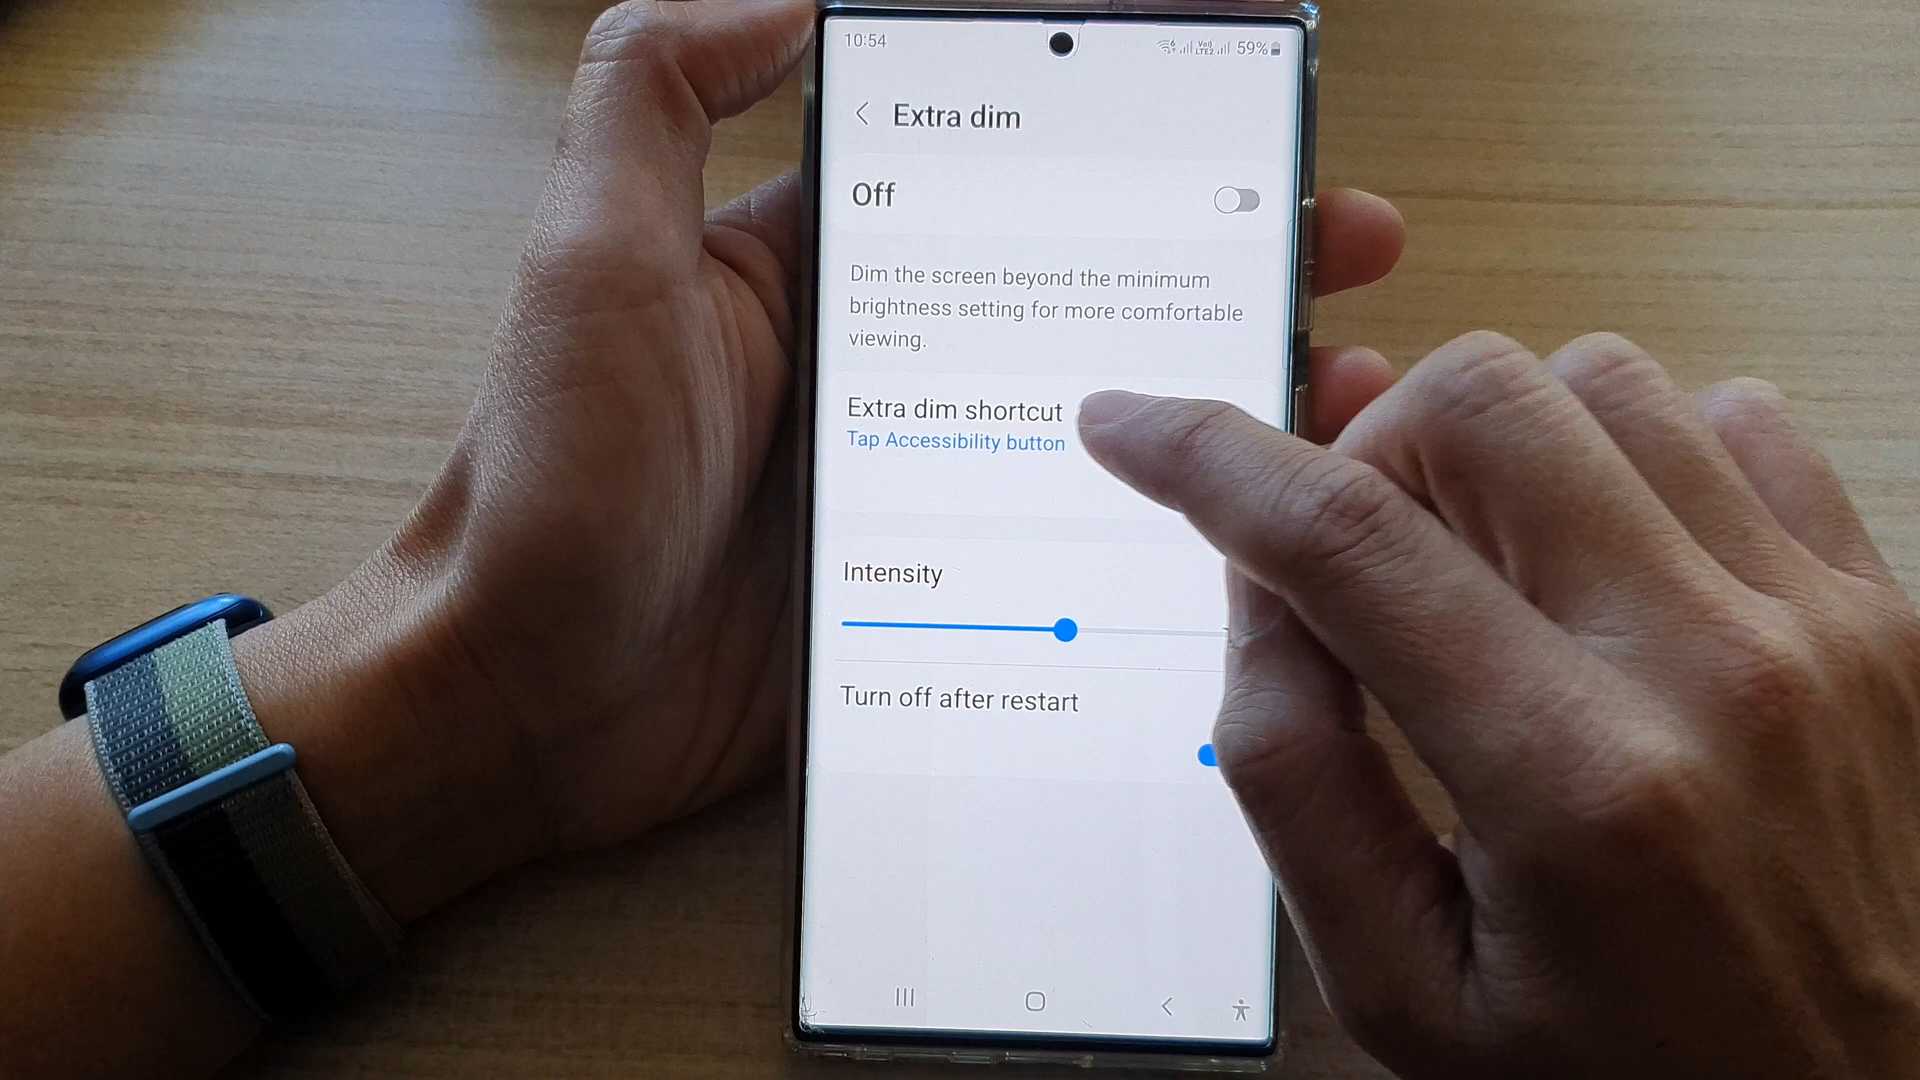 10:54
59%
Extra dim
Off
Dim the screen beyond the minimum
brightness setting for more comfortable
viewing.
Extra dim shortcut
Tap Accessibility button
Intensity
Turn off after restart